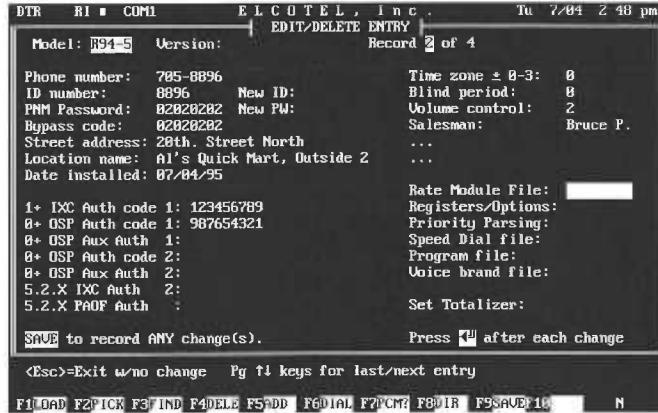 DTR RI ■ COM1 E L C O T E L , I n c . Tu 7/04 2 48 pm
EDIT/DELETE ENTRY
Model: R94-5 Version: Record 2 of 4
Phone number: 705-8896 Time zone ± 0-3: 0
ID number: 8896 New ID: Blind period: 0
PNM Password: 02020202 New PW: Volume control: 2
Bypass code: 02020202 Salesman: Bruce P.
Street address: 20th. Street North ...
Location name: Al's Quick Mart, Outside 2 ...
Date installed: 07/04/95
Rate Module File:
1+ IXC Auth code 1: 123456789 Registers/Options:
0+ OSP Auth code 1: 987654321 Priority Parsing:
0+ OSP Aux Auth 1: Speed Dial file:
0+ OSP Auth code 2: Program file:
0+ OSP Aux Auth 2: Voice brand file:
5.2.X IXC Auth 2:
5.2.X PAOF Auth : Set Totalizer:
SAVE to record ANY change(s). Press ◄┘ after each change
<Esc>=Exit w/no change Pg ↑↓ keys for last/next entry
F1LOAD F2PICK F3FIND F4DELE F5ADD F6DIAL F7PCM? F8DIR F9SAVE F10 N